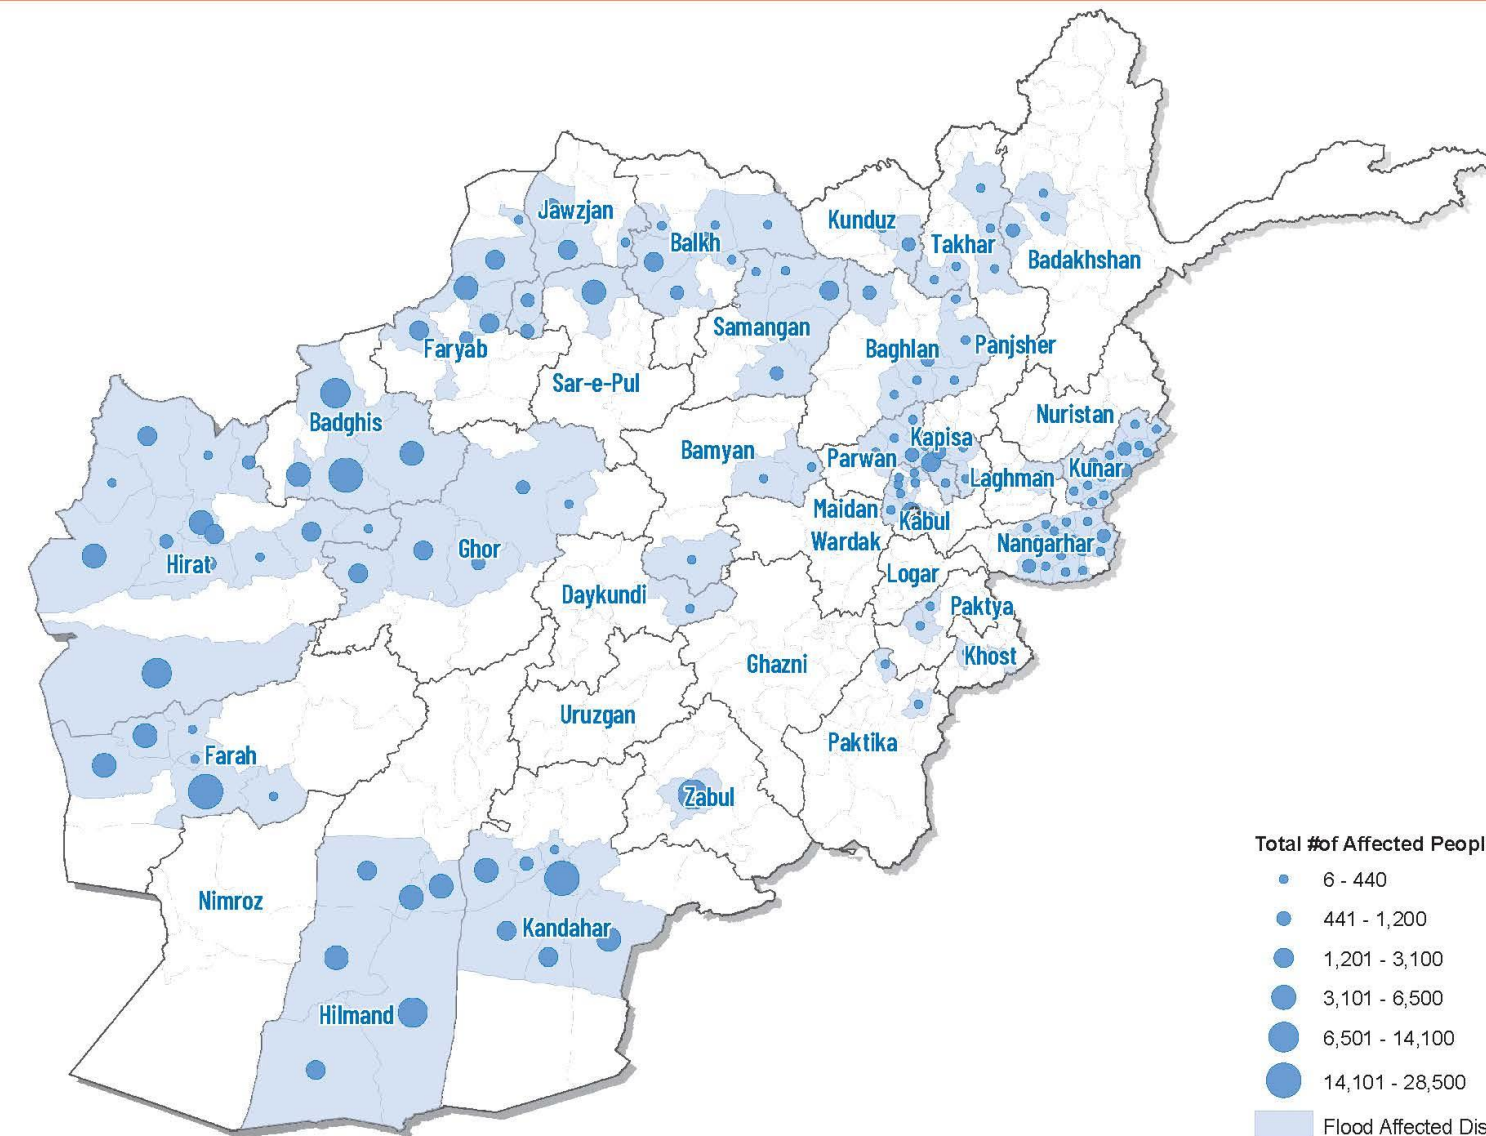 Jawzjan
Kunduz
Balkh
Takhar
Badakhshan
Samangan
Faryab
Baghlan
Panjsher
Sar-e-Pul
Badghis
Nuristan
Bamyan
Kapisa
Parwan
Kunar
Laghman
Maidan
Wardak
Kabul
Ghor
Nangarhar
Hirat
Logar
Daykundi
Paktya
Khost
Ghazni
Uruzgan
Paktika
Farah
Zabul
Nimroz
Kandahar
Hilmand
Total #of Affected Peopl
6 - 440
441 - 1,200
1,201 - 3,100
3,101 - 6,500
6,501 - 14,100
14,101 - 28,500
Flood Affected Dis